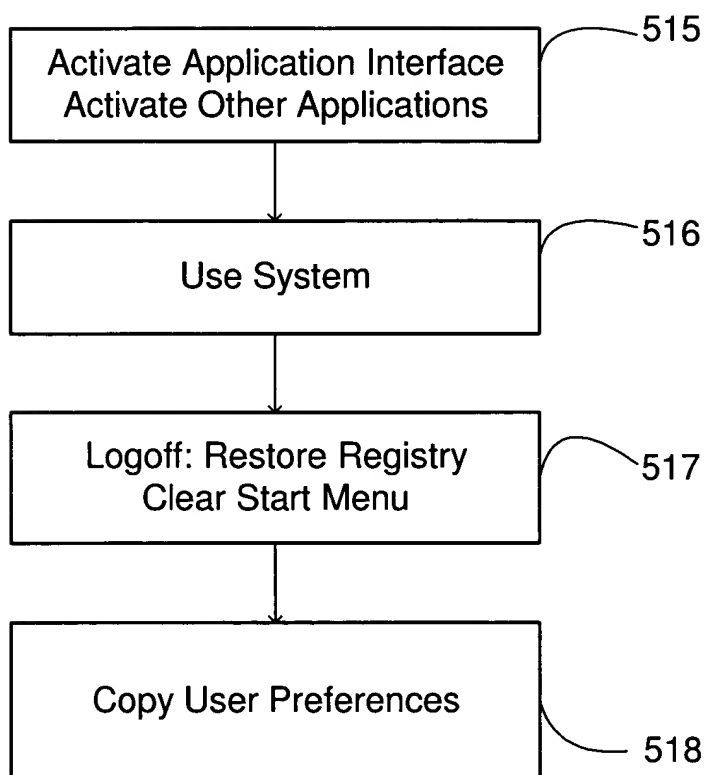 515
Activate Application Interface
Activate Other Applications
516
Use System
Logoff: Restore Registry
Clear Start Menu
517
Copy User Preferences
518